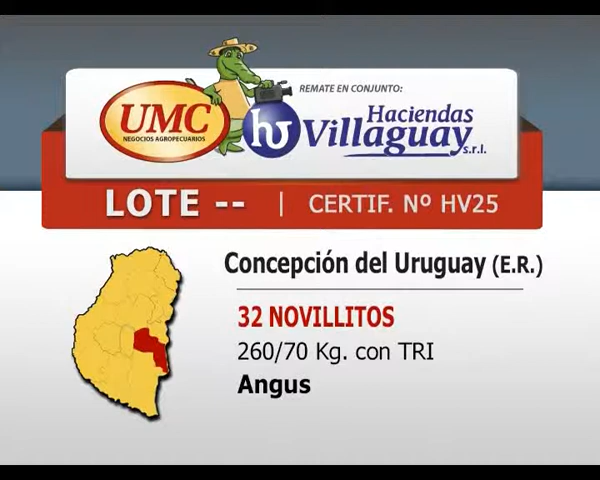 UMC
NEGOCIOS AGROPECUARIOS
REMATE EN CONJUNTO:
hv
Haciendas
Villaguay
s.r.l.
LOTE -- | CERTIF. Nº HV25
Concepción del Uruguay (E.R.)
32 NOVILLITOS
260/70 Kg. con TRI
Angus